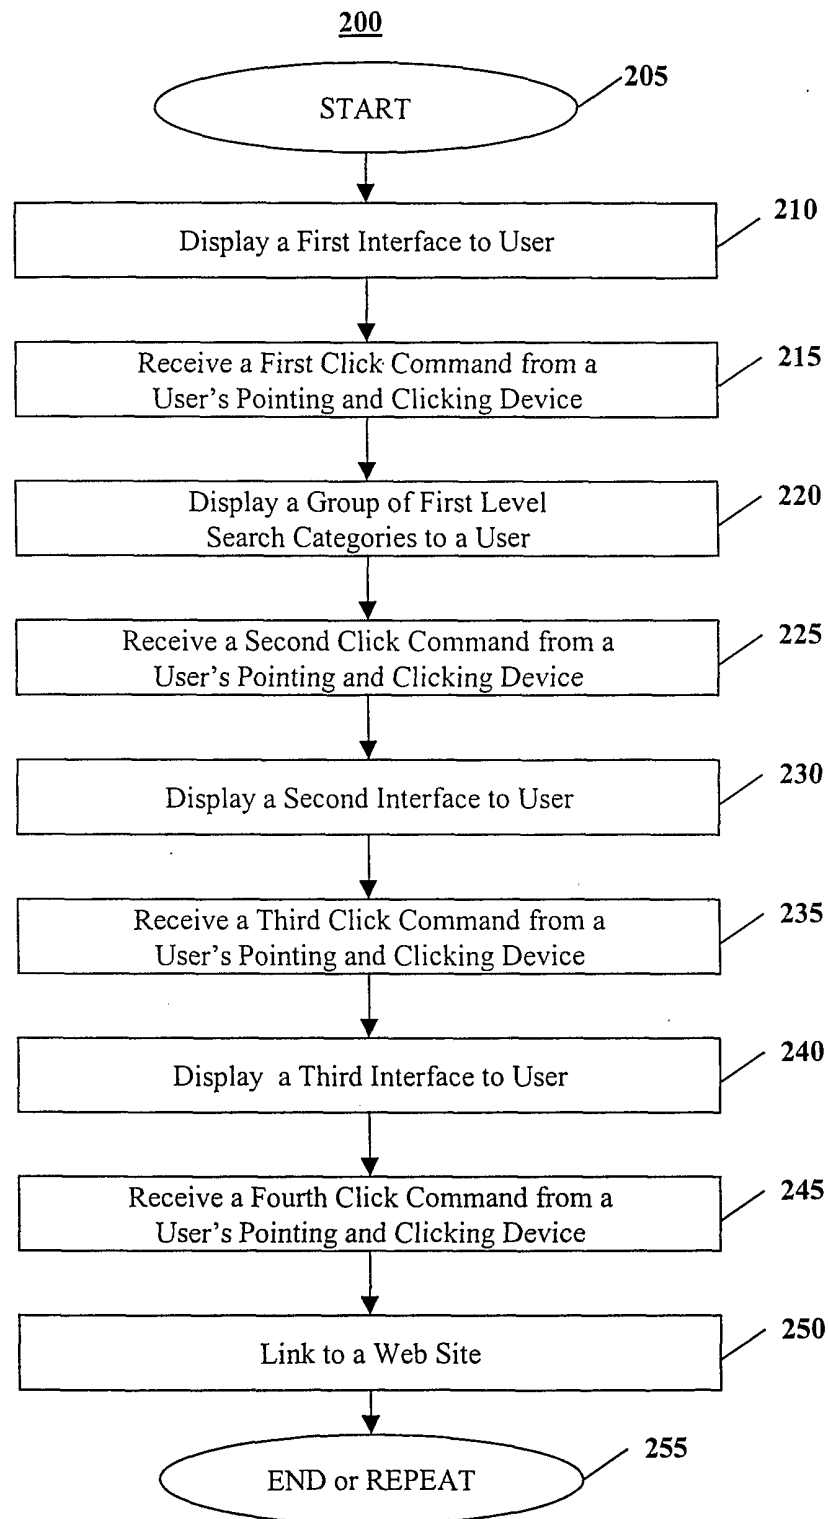 200
205
START
210
Display a First Interface to User
215
Receive a First Click Command from a
User's Pointing and Clicking Device
220
Display a Group of First Level
Search Categories to a User
225
Receive a Second Click Command from a
User's Pointing and Clicking Device
230
Display a Second Interface to User
235
Receive a Third Click Command from a
User's Pointing and Clicking Device
240
Display a Third Interface to User
245
Receive a Fourth Click Command from a
User's Pointing and Clicking Device
250
Link to a Web Site
255
END or REPEAT